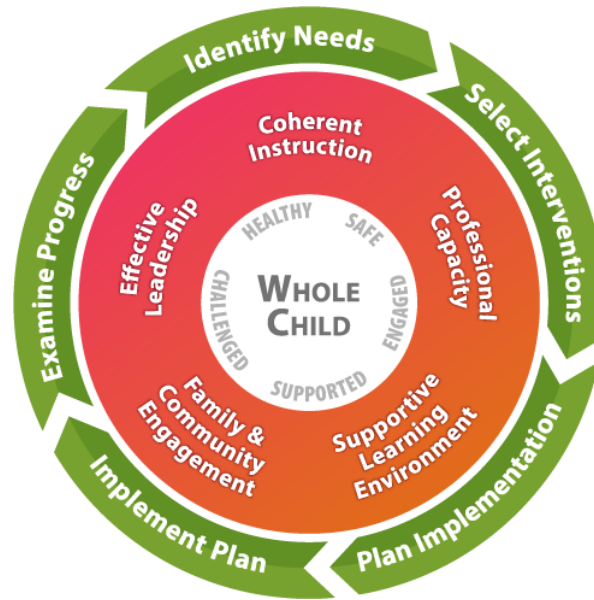 Identify Needs
Select Interventions
Plan Implementation
Implement Plan
Examine Progress
Coherent
Instruction
Professional
Capacity
Supportive
Learning
Environment
Family &
Community
Engagement
Effective
Leadership
HEALTHY
SAFE
ENGAGED
SUPPORTED
CHALLENGED
WHOLE
CHILD